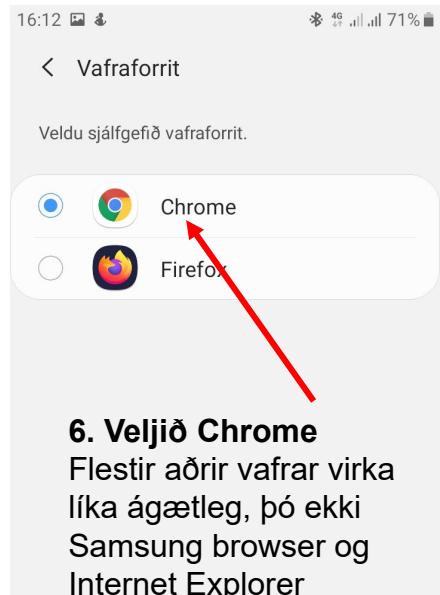 16:12 4G 71%
Vafraforrit
Veldu sjálfgefið vafraforrit.
Chrome
Firefox
6. Veljið Chrome
Flestir aðrir vafrar virka
líka ágætleg, þó ekki
Samsung browser og
Internet Explorer